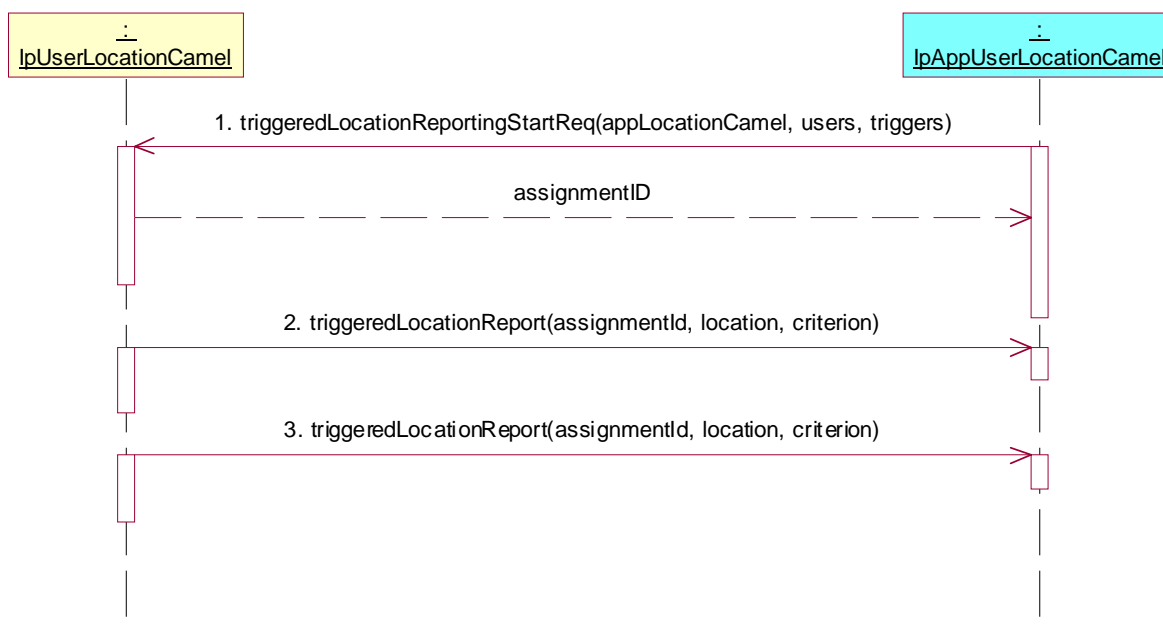 :
IpUserLocationCamel
:
IpAppUserLocationCamel
1. triggeredLocationReportingStartReq(appLocationCamel, users, triggers)
assignmentID
2. triggeredLocationReport(assignmentId, location, criterion)
3. triggeredLocationReport(assignmentId, location, criterion)